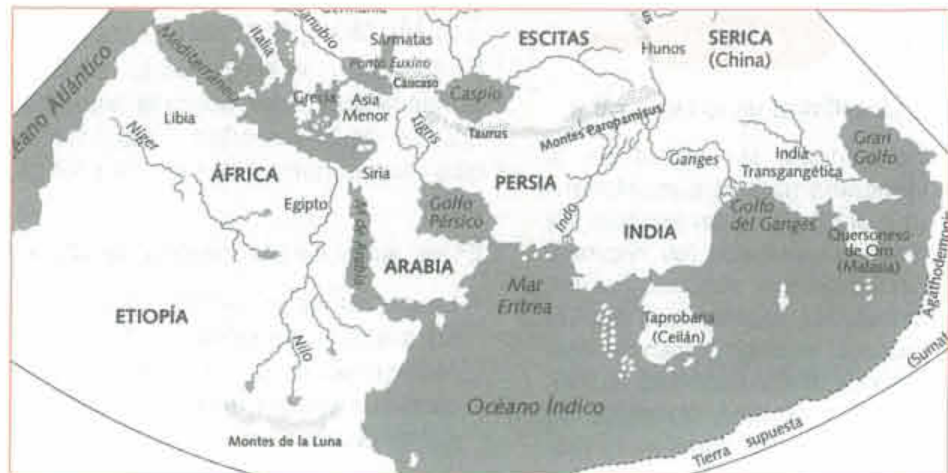 Germania
Danubio
Sármatas
ESCITAS
Hunos
SERICA
(China)
Océano Atlántico
Mediterráneo
Italia
Ponto Euxino
Cáucaso
Caspio
Grecia
Asia
Menor
Taurus
Montes Paropamisus
Libia
Níger
Tigris
Siria
Ganges
India
Transgangética
Gran
Golfo
ÁFRICA
Egipto
Golfo
Pérsico
PERSIA
Indo
INDIA
Golfo
del Ganges
Quersoneso
de Oro
(Malasia)
ARABIA
Mar
Eritrea
ETIOPÍA
Nilo
Taprobana
(Ceilán)
Océano Índico
Montes de la Luna
Tierra supuesta